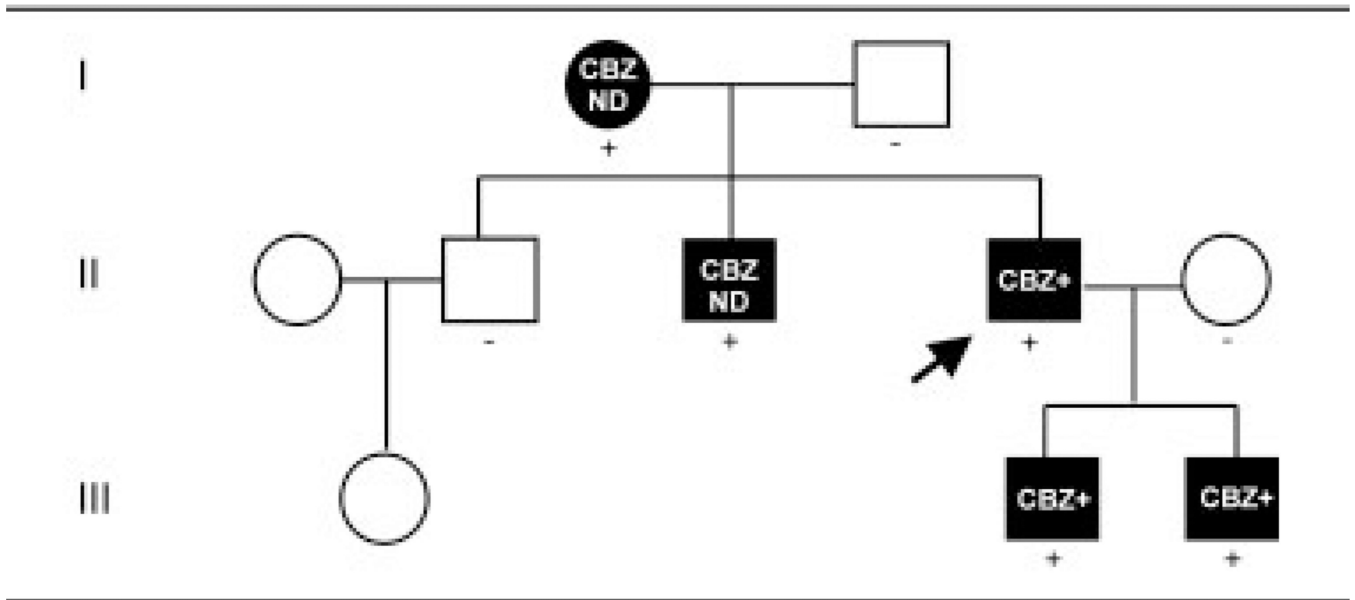 I
CBZ
ND
+ -
II
CBZ
ND
CBZ+
- + + -
III
CBZ+ CBZ+
+ +